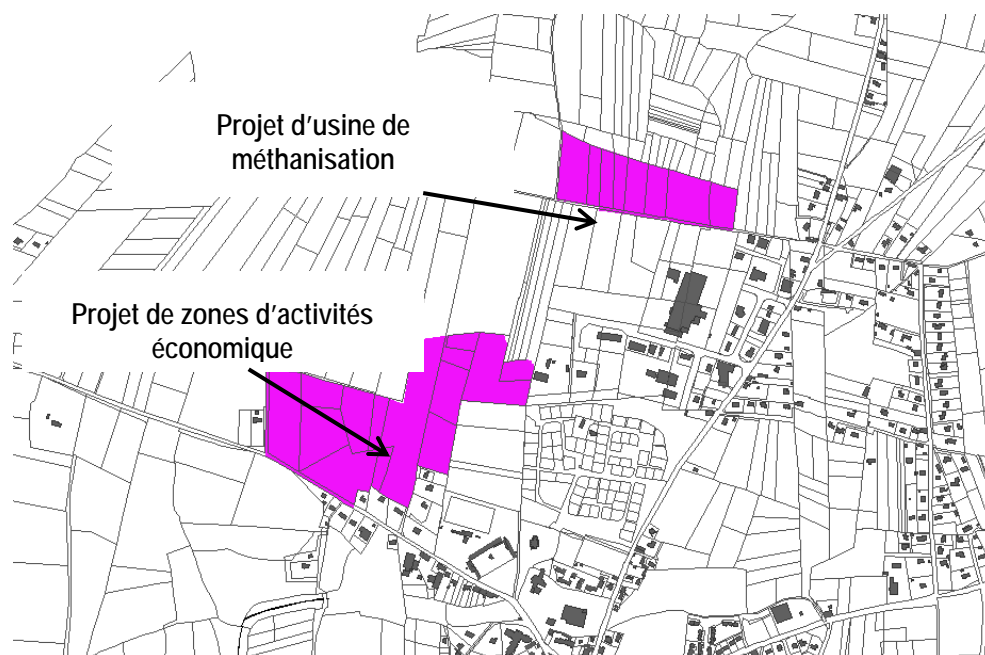 Projet d'usine de
méthanisation
Projet de zones d'activités
économique